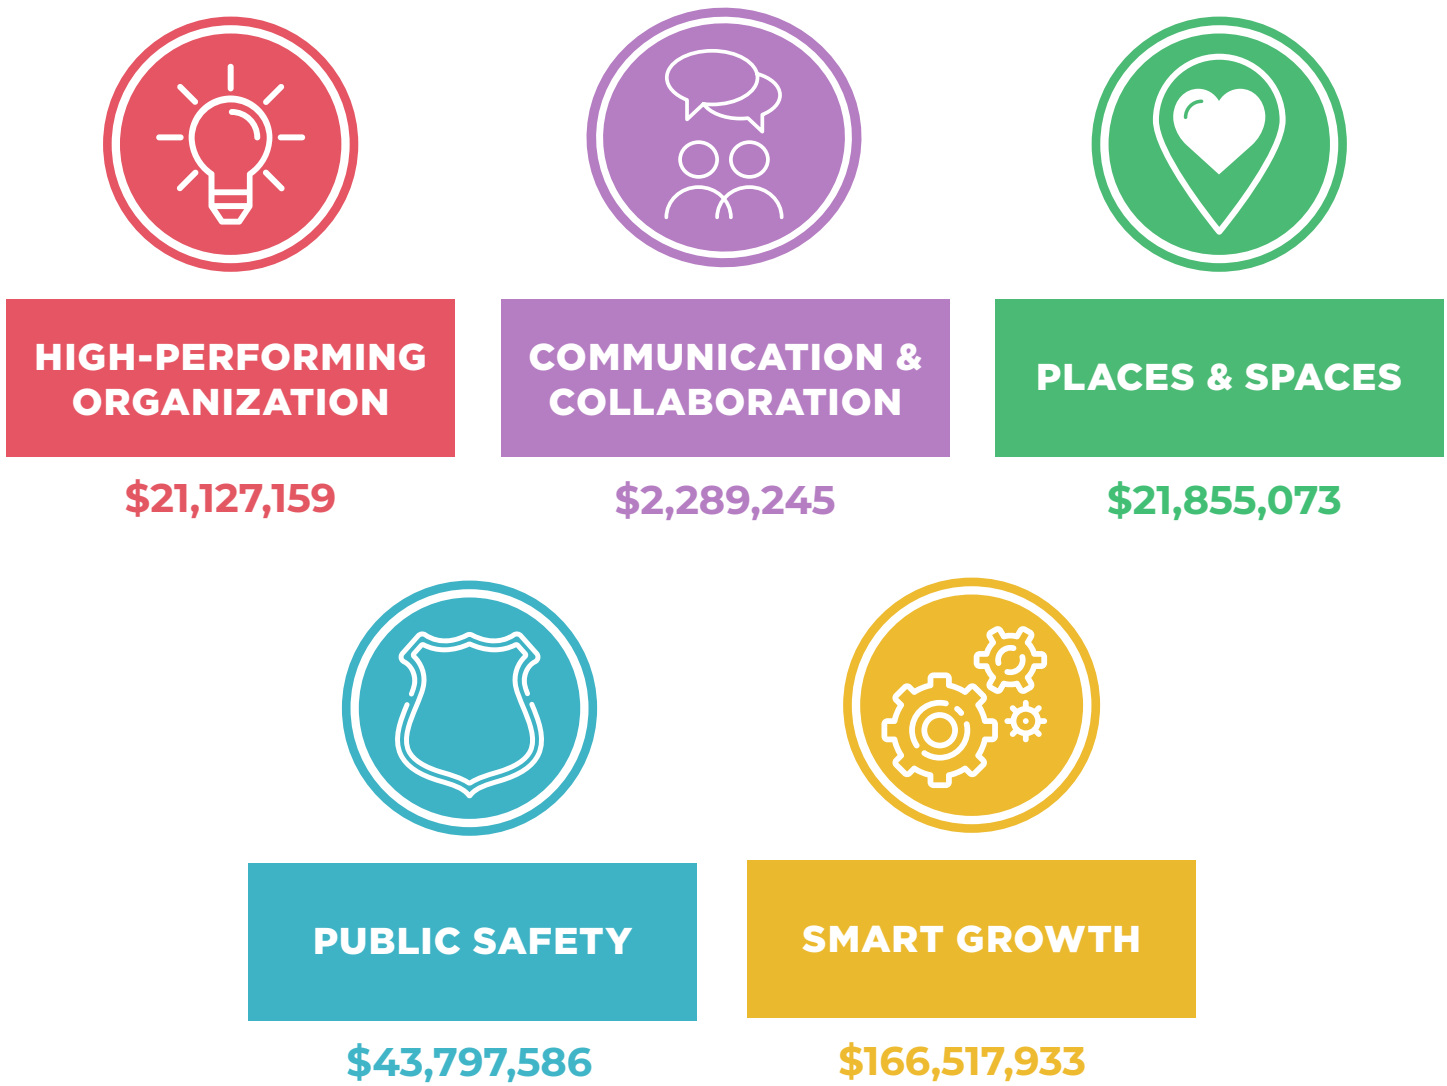 HIGH-PERFORMING
ORGANIZATION
$21,127,159
COMMUNICATION &
COLLABORATION
$2,289,245
PLACES & SPACES
$21,855,073
PUBLIC SAFETY
$43,797,586
SMART GROWTH
$166,517,933